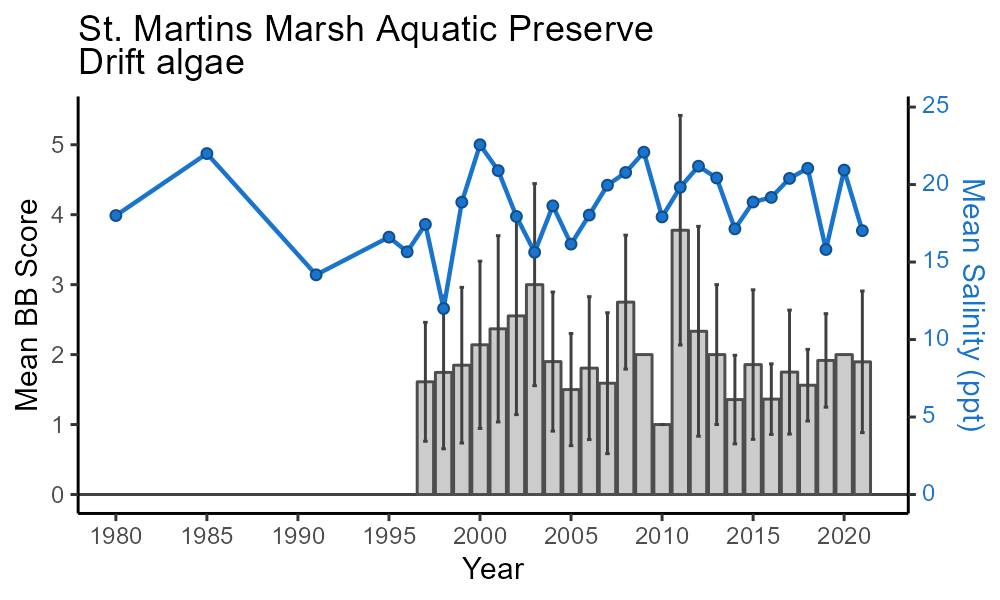 St. Martins Marsh Aquatic Preserve
Drift algae
Mean BB Score
5
4
3
2
1
0
25
20
15
10
5
0
Mean Salinity (ppt)
1980 1985 1990 1995 2000 2005 2010 2015 2020
Year